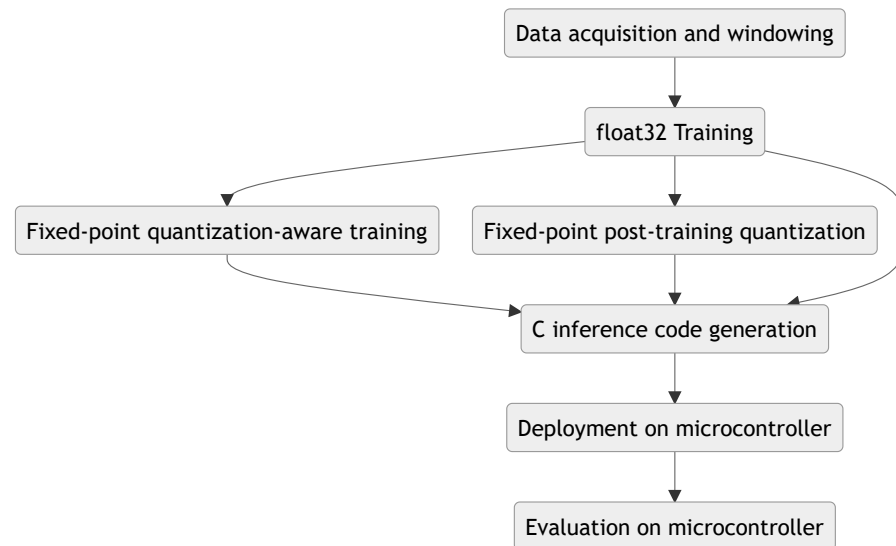 Data acquisition and windowing
float32 Training
Fixed-point quantization-aware training
Fixed-point post-training quantization
C inference code generation
Deployment on microcontroller
Evaluation on microcontroller